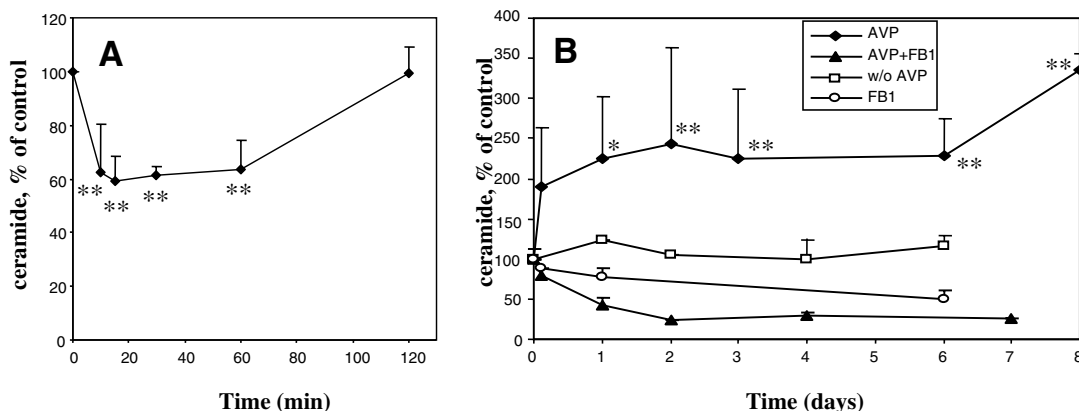 A
ceramide, % of control
120
100
80
60
40
20
0
**
**
**
**
0 20 40 60 80 100 120
Time (min)
B
ceramide, % of control
400
350
300
250
200
150
100
50
0
AVP
AVP+FB1
w/o AVP
FB1
*
**
**
**
**
0 1 2 3 4 5 6 7 8
Time (days)